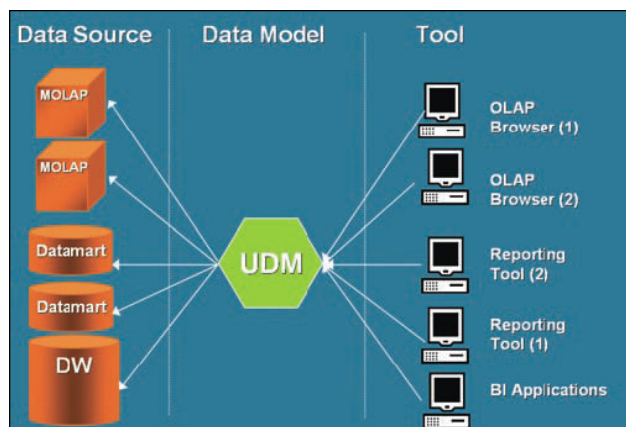 Data Source
Data Model
Tool
MOLAP
MOLAP
Datamart
Datamart
DW
UDM
OLAP
Browser (1)
OLAP
Browser (2)
Reporting
Tool (2)
Reporting
Tool (1)
BI Applications